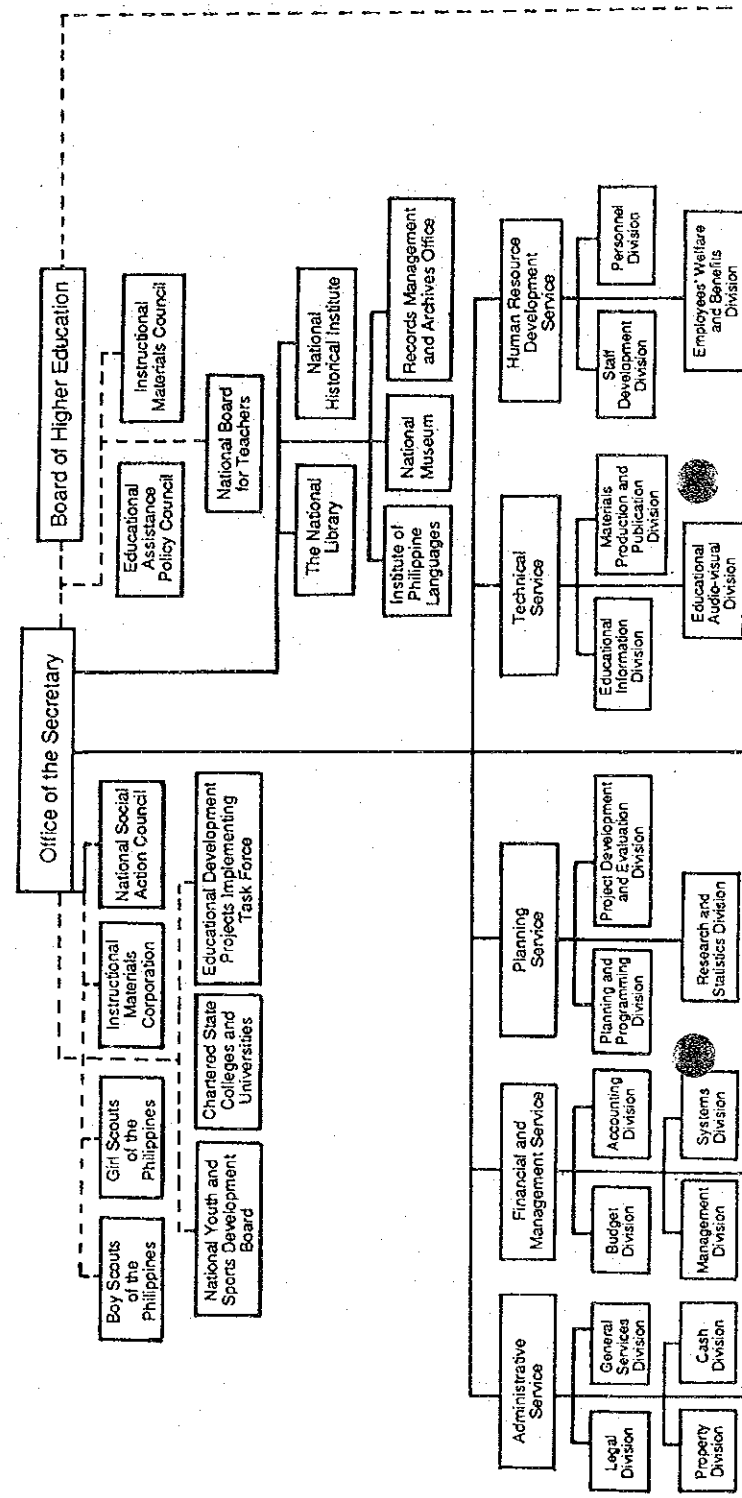 Office of the Secretary
Board of Higher Education
Boy Scouts
of the
Philippines
Girl Scouts
of the
Philippines
Instructional
Materials
Corporation
National Social
Action Council
Educational
Assistance
Policy Council
Instructional
Materials Council
National Youth and
Sports Development
Board
Chartered State
Colleges and
Universities
Educational Development
Projects Implementing
Task Force
National Board
for Teachers
The National
Library
National
Historical Institute
Institute of
Philippine
Languages
National
Museum
Records Management
and Archives Office
Administrative
Service
Financial and
Management Service
Planning
Service
Technical
Service
Human Resource
Development
Service
Legal
Division
General
Services
Division
Budget
Division
Accounting
Division
Planning and
Programming
Division
Project Development
and Evaluation
Division
Educational
Information
Division
Materials
Production and
Publication
Division
Staff
Development
Division
Personnel
Division
Property
Division
Cash
Division
Management
Division
Systems
Division
Research and
Statistics Division
Educational
Audio-visual
Division
Employees' Welfare
and Benefits
Division